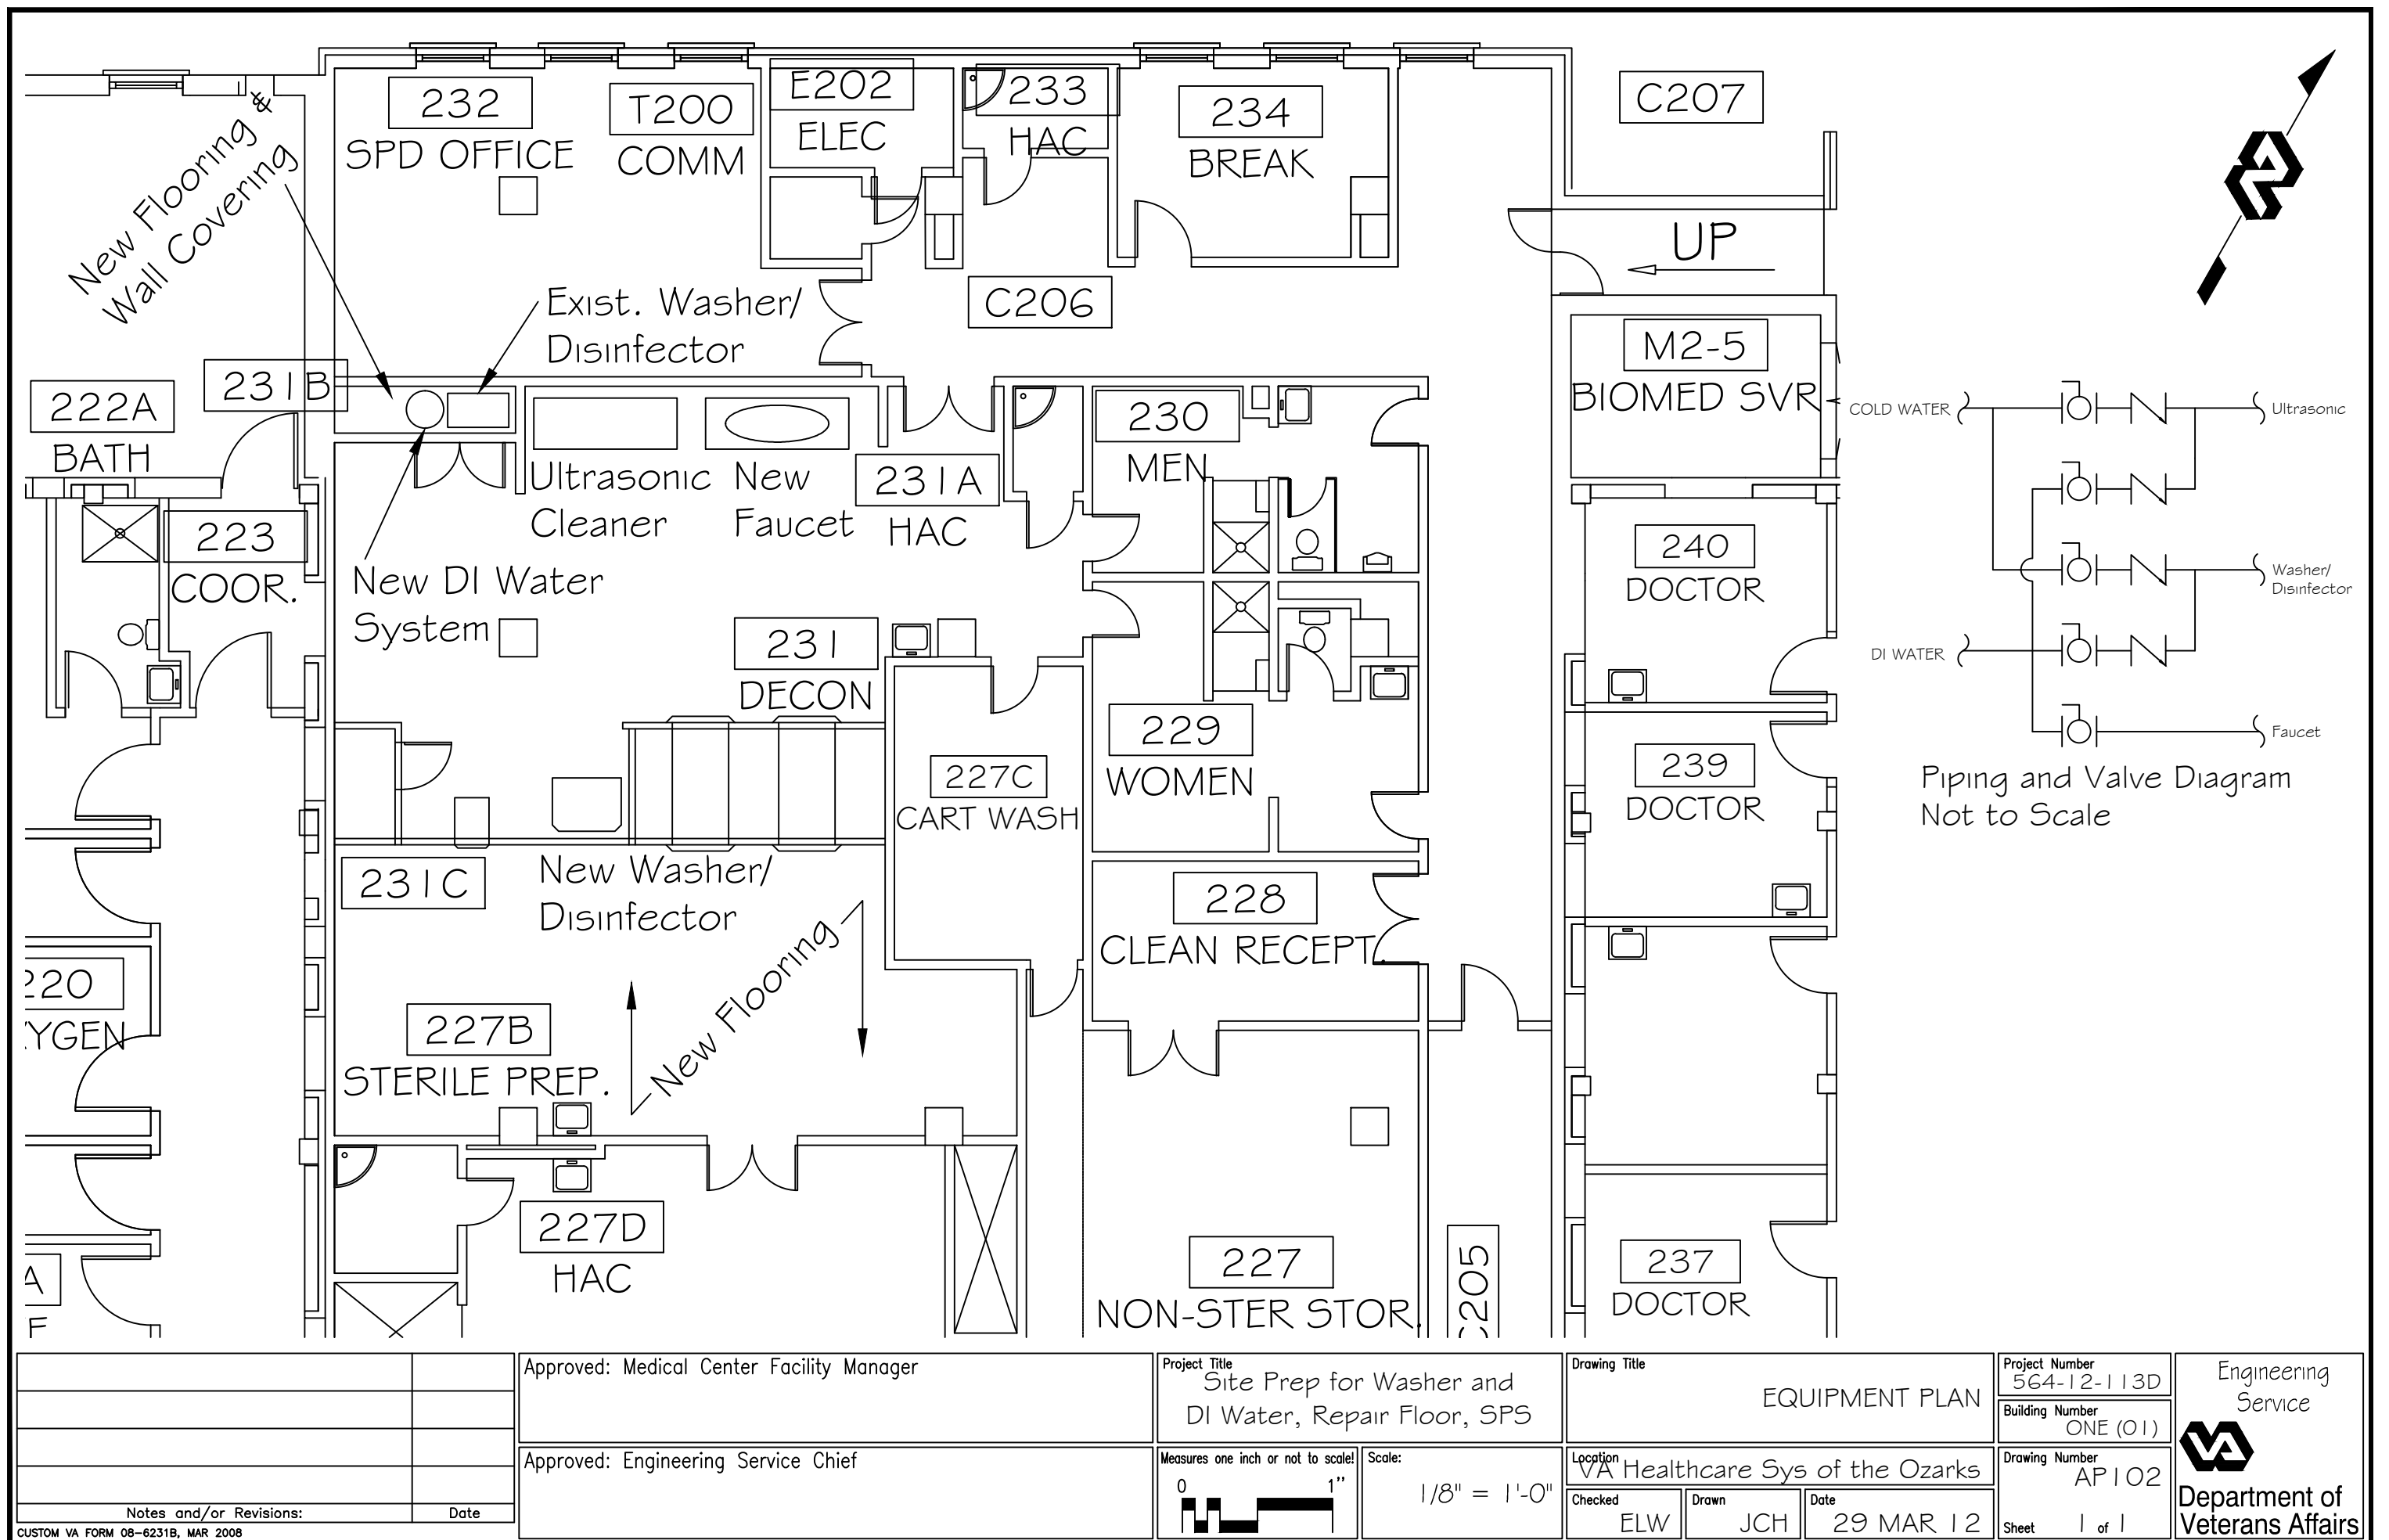 232
SPD OFFICE
T200
COMM
E202
ELEC
233
HAC
234
BREAK
C207
UP
New Flooring &
Wall Covering
Exist. Washer/
Disinfector
C206
M2-5
BIOMED SVR
222A
BATH
231B
223
COOR.
Ultrasonic
Cleaner
New
Faucet
231A
HAC
230
MEN
New DI Water
System
231
DECON
240
DOCTOR
COLD WATER
Ultrasonic
Washer/
Disinfector
DI WATER
Faucet
Piping and Valve Diagram
Not to Scale
229
WOMEN
227C
CART WASH
239
DOCTOR
231C
New Washer/
Disinfector
228
CLEAN RECEPT.
220
YGEN
227B
STERILE PREP.
New Flooring
227D
HAC
227
NON-STER STOR.
C205
237
DOCTOR
A
F
Notes and/or Revisions:
Date
CUSTOM VA FORM 08-6231B, MAR 2008
Approved: Medical Center Facility Manager
Approved: Engineering Service Chief
Project Title
Site Prep for Washer and
DI Water, Repair Floor, SPS
Measures one inch or not to scale!
0 1"
Scale:
1/8" = 1'-0"
Drawing Title
EQUIPMENT PLAN
Location
VA Healthcare Sys of the Ozarks
Checked
ELW
Drawn
JCH
Date
29 MAR 12
Project Number
564-12-113D
Building Number
ONE (01)
Drawing Number
AP102
Sheet 1 of 1
Engineering
Service
VA
Department of
Veterans Affairs